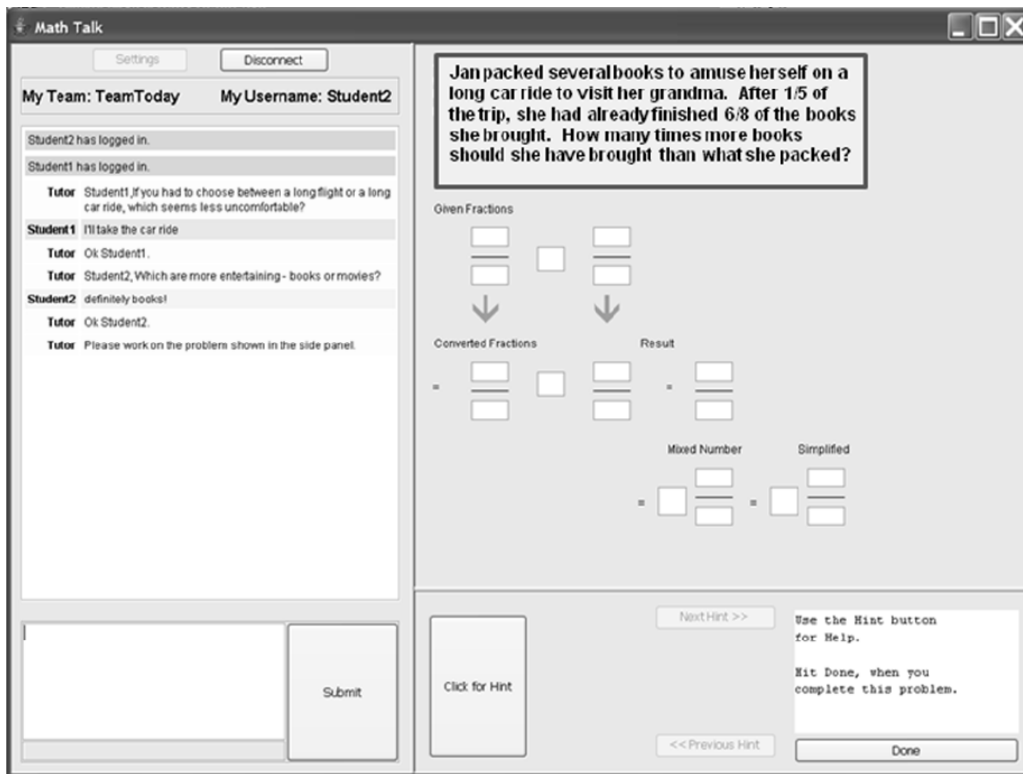 Math Talk
Settings
Disconnect
My Team: TeamToday My Username: Student2
Student2 has logged in.
Student1 has logged in.
Tutor Student1,If you had to choose between a long flight or a long
car ride, which seems less uncomfortable?
Student1 I'll take the car ride
Tutor Ok Student1.
Tutor Student2, Which are more entertaining - books or movies?
Student2 definitely books!
Tutor Ok Student2.
Tutor Please work on the problem shown in the side panel.
Submit
Jan packed several books to amuse herself on a
long car ride to visit her grandma. After 1/5 of
the trip, she had already finished 6/8 of the books
she brought. How many times more books
should she have brought than what she packed?
Given Fractions
Converted Fractions Result
= =
Mixed Number Simplified
= =
Click for Hint
Next Hint >>
<< Previous Hint
Use the Hint button
for Help.
Hit Done, when you
complete this problem.
Done